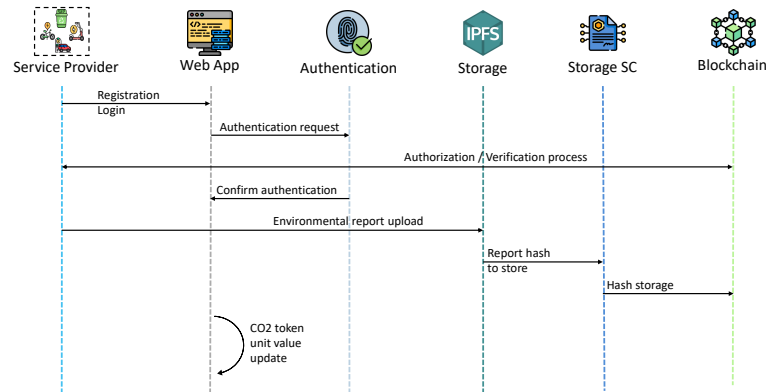 IPFS
Service Provider
Web App
Authentication
Storage
Storage SC
Blockchain
Registration
Login
Authentication request
Authorization / Verification process
Confirm authentication
Environmental report upload
Report hash
to store
Hash storage
CO2 token
unit value
update